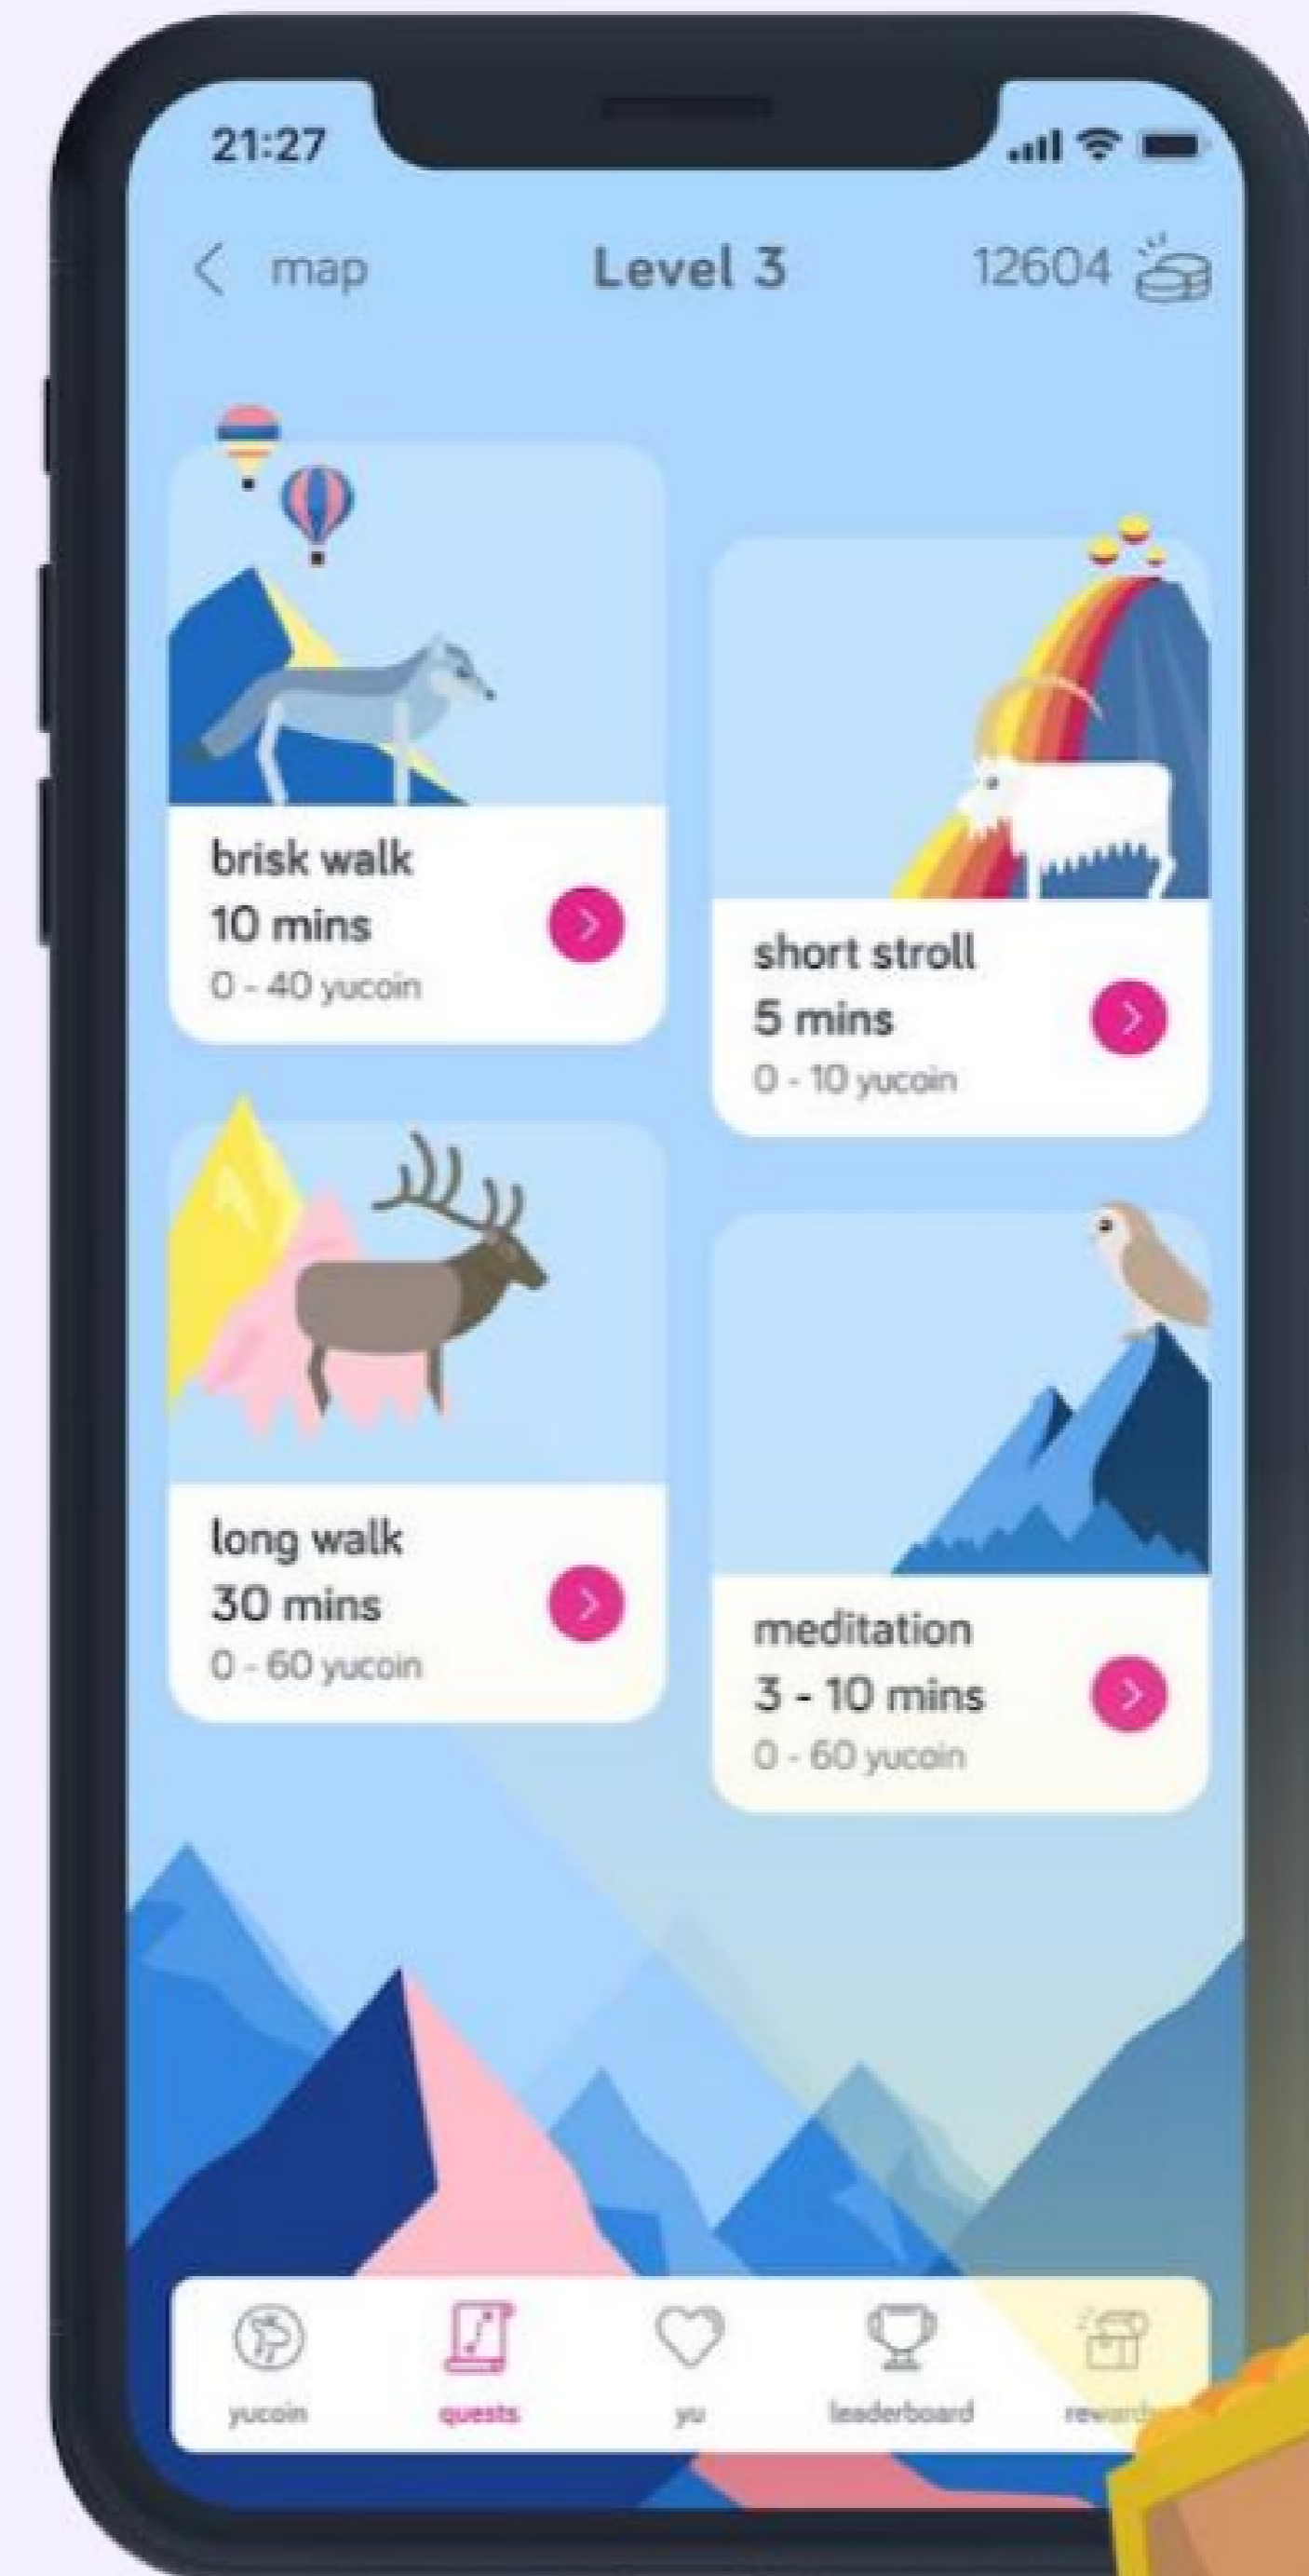 21:27
map
Level 3
12604
brisk walk
10 mins
0 - 40 yucoin
short stroll
5 mins
0 - 10 yucoin
long walk
30 mins
0 - 60 yucoin
meditation
3 - 10 mins
0 - 60 yucoin
yucoin
quests
yu
leaderboard
rewards